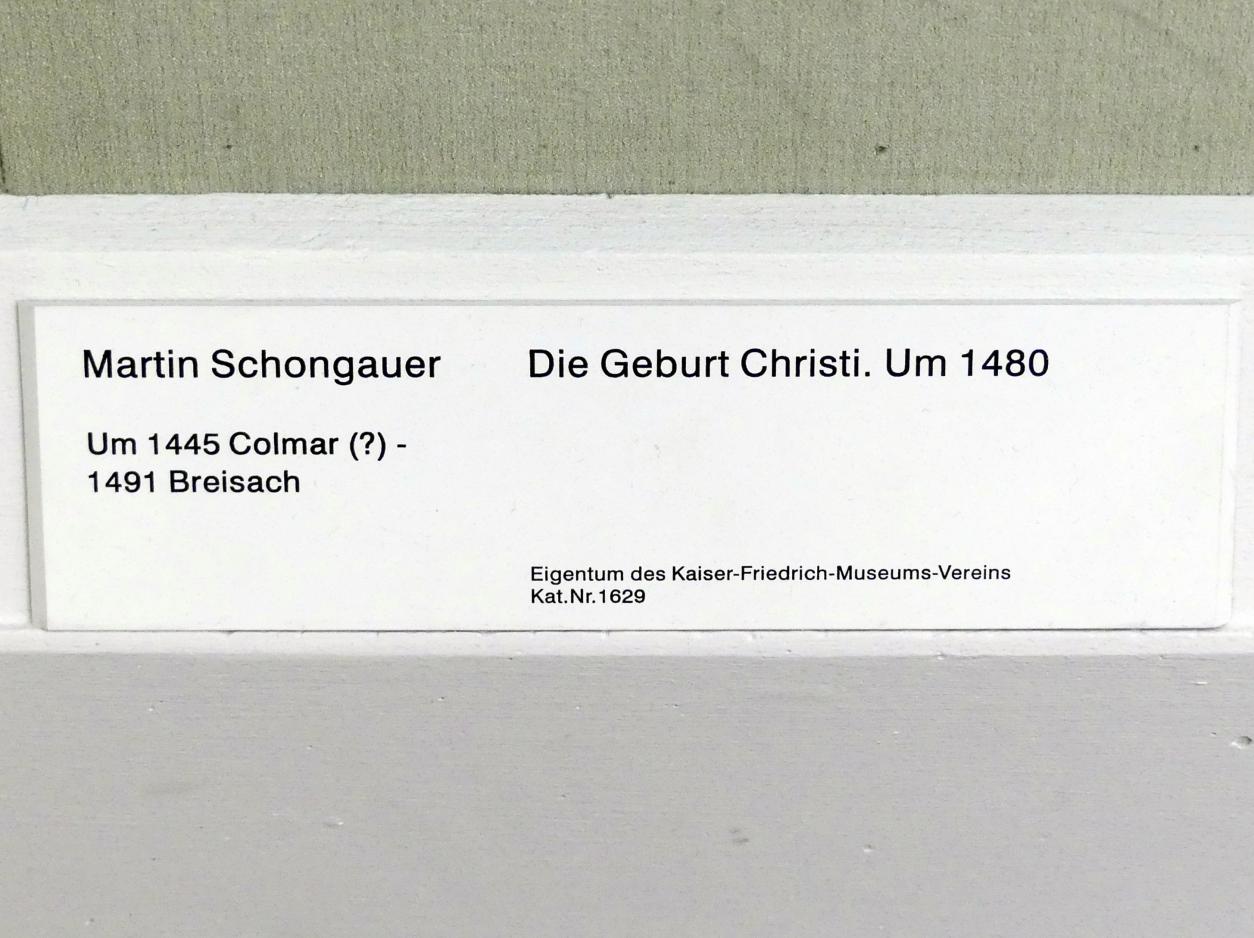 Martin Schongauer
Um 1445 Colmar (?) -
1491 Breisach
Die Geburt Christi. Um 1480
Eigentum des Kaiser-Friedrich-Museums-Vereins
Kat.Nr.1629